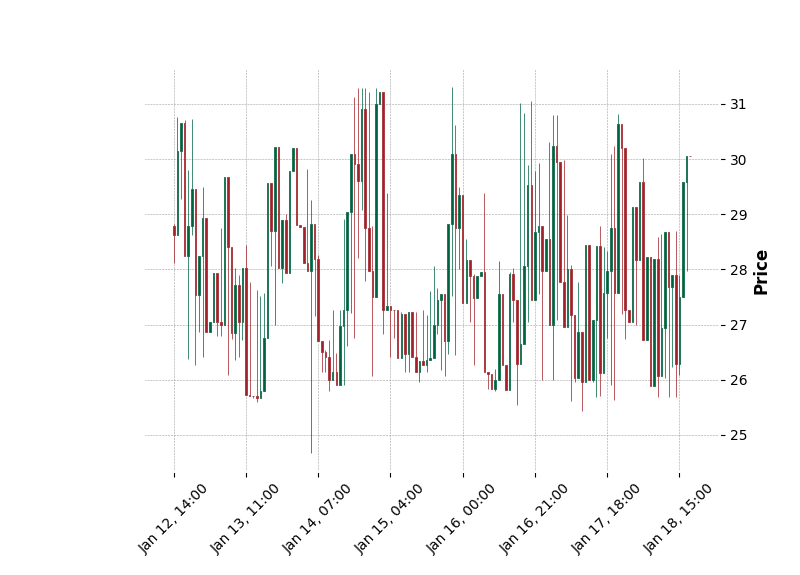 31
30
29
28
27
26
25
Price
Jan 12, 14:00
Jan 13, 11:00
Jan 14, 07:00
Jan 15, 04:00
Jan 16, 00:00
Jan 16, 21:00
Jan 17, 18:00
Jan 18, 15:00